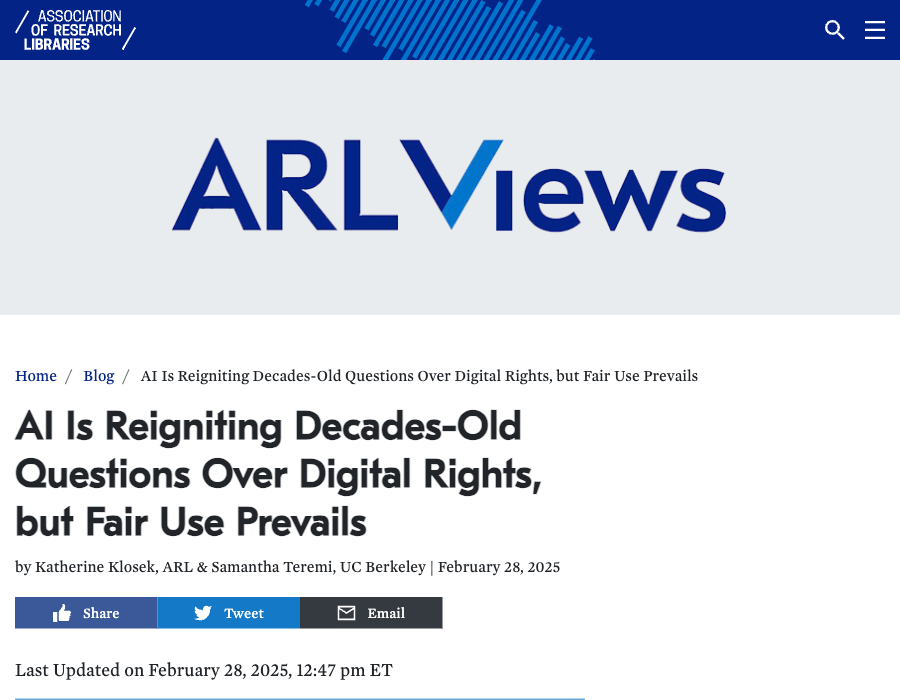 ASSOCIATION
OF RESEARCH
LIBRARIES
ARL Views
Home / Blog / AI Is Reigniting Decades-Old Questions Over Digital Rights, but Fair Use Prevails
AI Is Reigniting Decades-Old
Questions Over Digital Rights,
but Fair Use Prevails
by Katherine Klosek, ARL & Samantha Teremi, UC Berkeley | February 28, 2025
Share Tweet Email
Last Updated on February 28, 2025, 12:47 pm ET